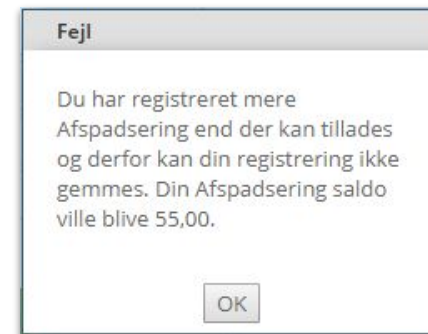 Fejl
Du har registreret mere
Afspadsering end der kan tillades
og derfor kan din registrering ikke
gemmes. Din Afspadsering saldo
ville blive 55,00.
OK